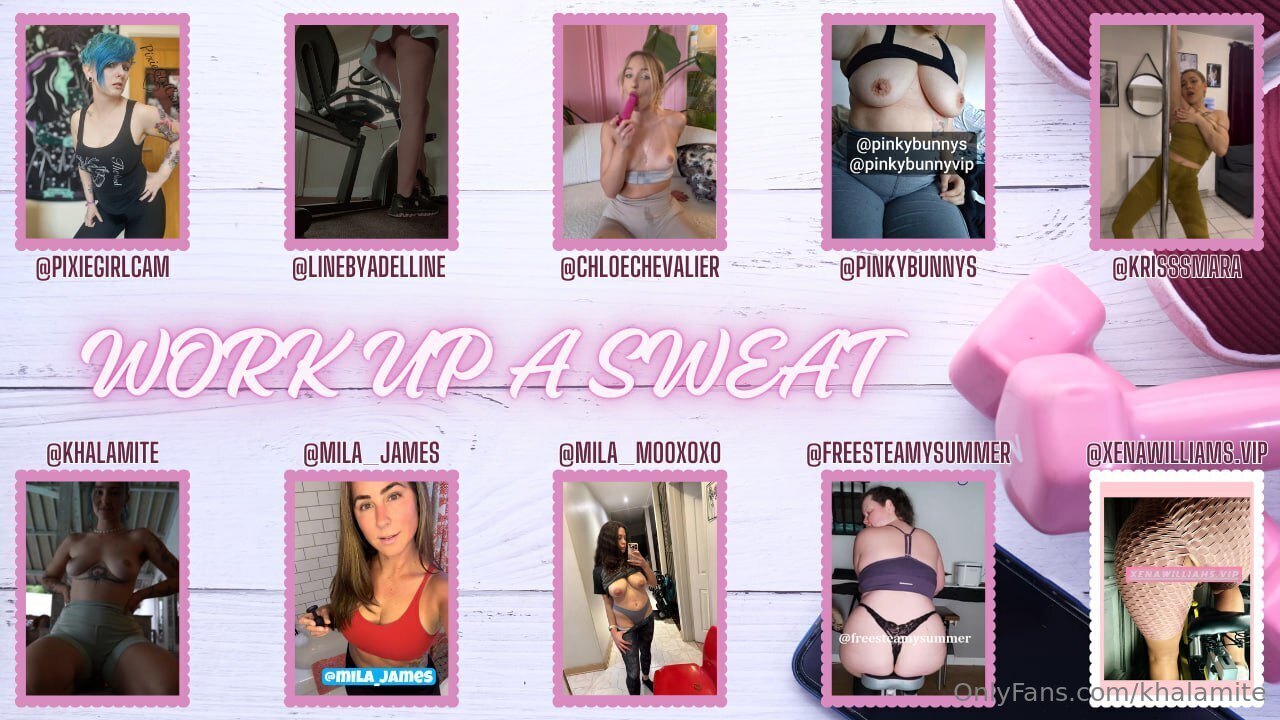 Pixie
@pinkybunnys
@pinkybunnyvip
@PIXIEGIRLCAM
@LINEBYADELLINE
@CHLOECHEVALIER
@PINKYBUNNYS
@KRISSSMARA
WORK UP A SWEAT
@KHALAMITE
@MILA_JAMES
@MILA_MOOXOXO
@FREESTEAMYSUMMER
@XENAWILLIAMS.VIP
XENAWILLIAMS.VIP
@freesteamysummer
@MILA_JAMES
OnlyFans.com/khalamite